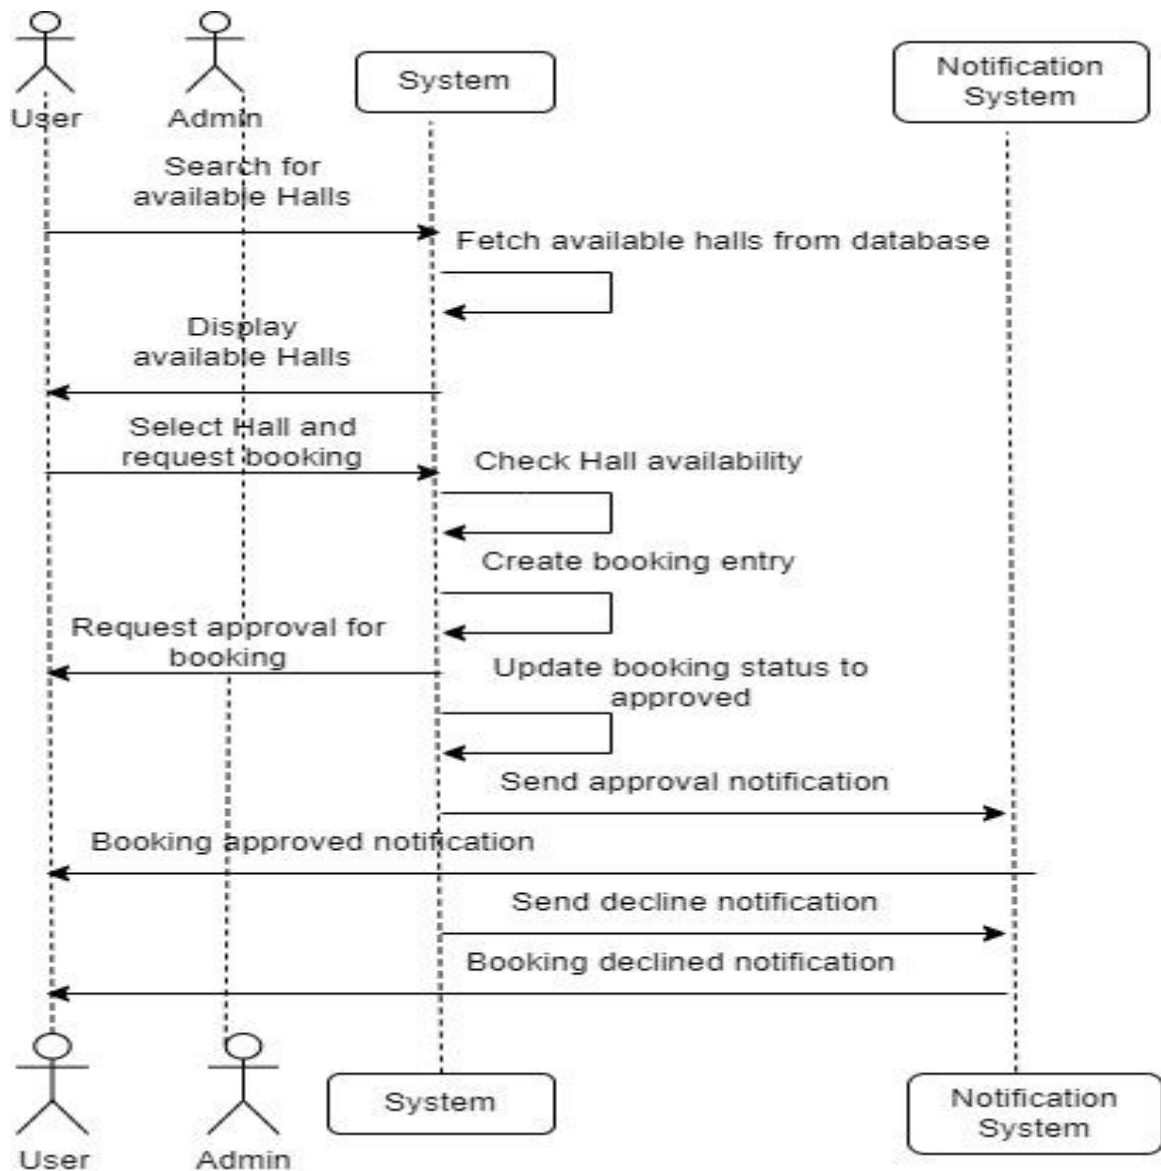 User
Admin
System
Notification
System
Search for
available Halls
Fetch available halls from database
Display
available Halls
Select Hall and
request booking
Check Hall availability
Create booking entry
Request approval for
booking
Update booking status to
approved
Send approval notification
Booking approved notification
Send decline notification
Booking declined notification
User
Admin
System
Notification
System